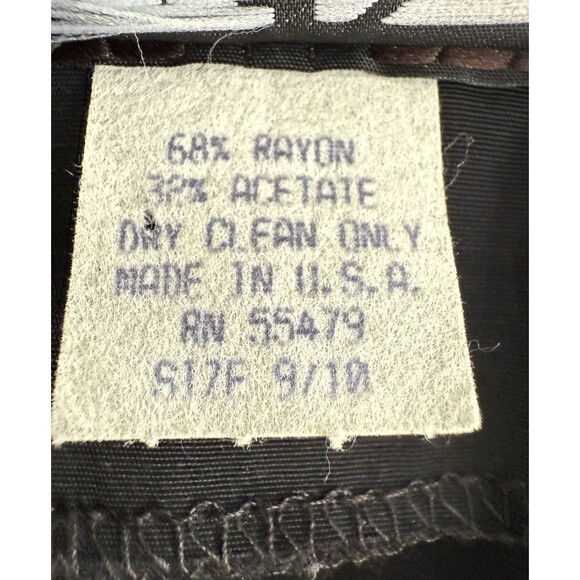 68% RAYON
32% ACETATE
DRY CLEAN ONLY
MADE IN U.S.A.
RN 55479
SIZE 9/10